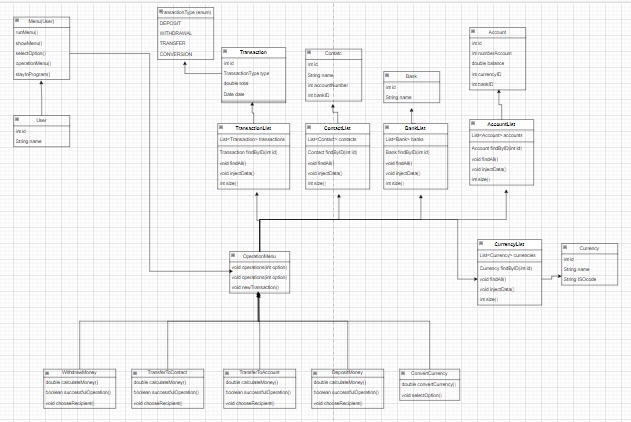 Menu(User)
runMenu()
showMenu()
selectOption()
operationMenu()
stayInProgram()
User
int id
String name
TransactionType (enum)
DEPOSIT
WITHDRAWAL
TRANSFER
CONVERSION
Transaction
int id
TransactionType type
double
Date date
Contatc
int id
String name
int accountNumber
int bankID
Bank
int id
String name
Account
int id
int numberAccount
double balance
int currencyID
int bankID
TransactionList
List<Transaction> transactions
Transaction findByID(int id)
void findAll()
void injectData()
int size()
ContactList
List<Contact> contacts
Contact findByID(int id)
void findAll()
void injectData()
int size()
BankList
List<Bank> banks
Bank findByID(int id)
void findAll()
void injectData()
int size()
AccountList
List<Account> accounts
Account findByID(int id)
void findAll()
void injectData()
int size()
OperationMenu
void operations(int option)
void operations(int option)
void newTransaction()
CurrencyList
List<Currency> currencies
Currency findByID(int id)
void findAll()
void injectData()
int size()
Currency
int id
String name
String ISOcode
WithdrawMoney
double calculateMoney()
boolean successfulOperation()
void chooseRecipient()
TransferToContact
double calculateMoney()
boolean successfulOperation()
void chooseRecipient()
TransferToAccount
double calculateMoney()
boolean successfulOperation()
void chooseRecipient()
DepositMoney
double calculateMoney()
boolean successfulOperation()
void chooseRecipient()
ConvertCurrency
double convertCurrency()
void selectOption()